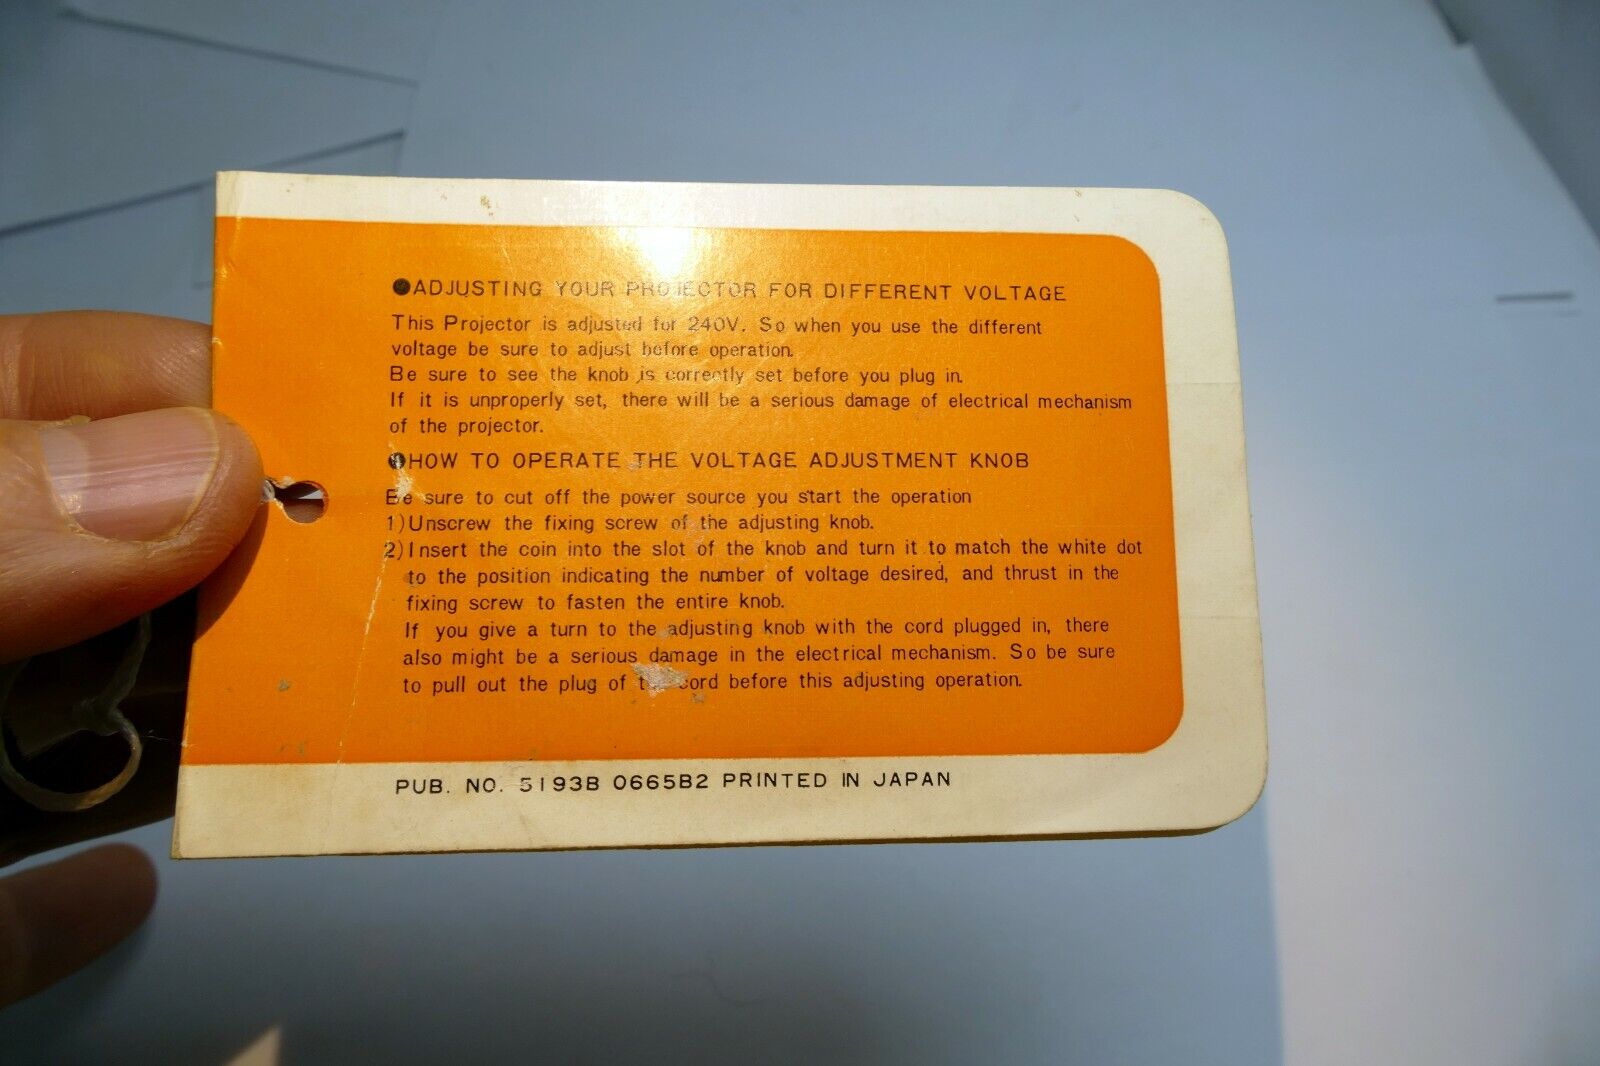 ●ADJUSTING YOUR PROJECTOR FOR DIFFERENT VOLTAGE
This Projector is adjusted for 240V. So when you use the different
voltage be sure to adjust before operation.
Be sure to see the knob is correctly set before you plug in.
If it is unproperly set, there will be a serious damage of electrical mechanism
of the projector.
●HOW TO OPERATE THE VOLTAGE ADJUSTMENT KNOB
Be sure to cut off the power source you start the operation
1)Unscrew the fixing screw of the adjusting knob.
2)Insert the coin into the slot of the knob and turn it to match the white dot
to the position indicating the number of voltage desired, and thrust in the
fixing screw to fasten the entire knob.
If you give a turn to the adjusting knob with the cord plugged in, there
also might be a serious damage in the electrical mechanism. So be sure
to pull out the plug of the cord before this adjusting operation.
PUB. NO. 5193B 0665B2 PRINTED IN JAPAN